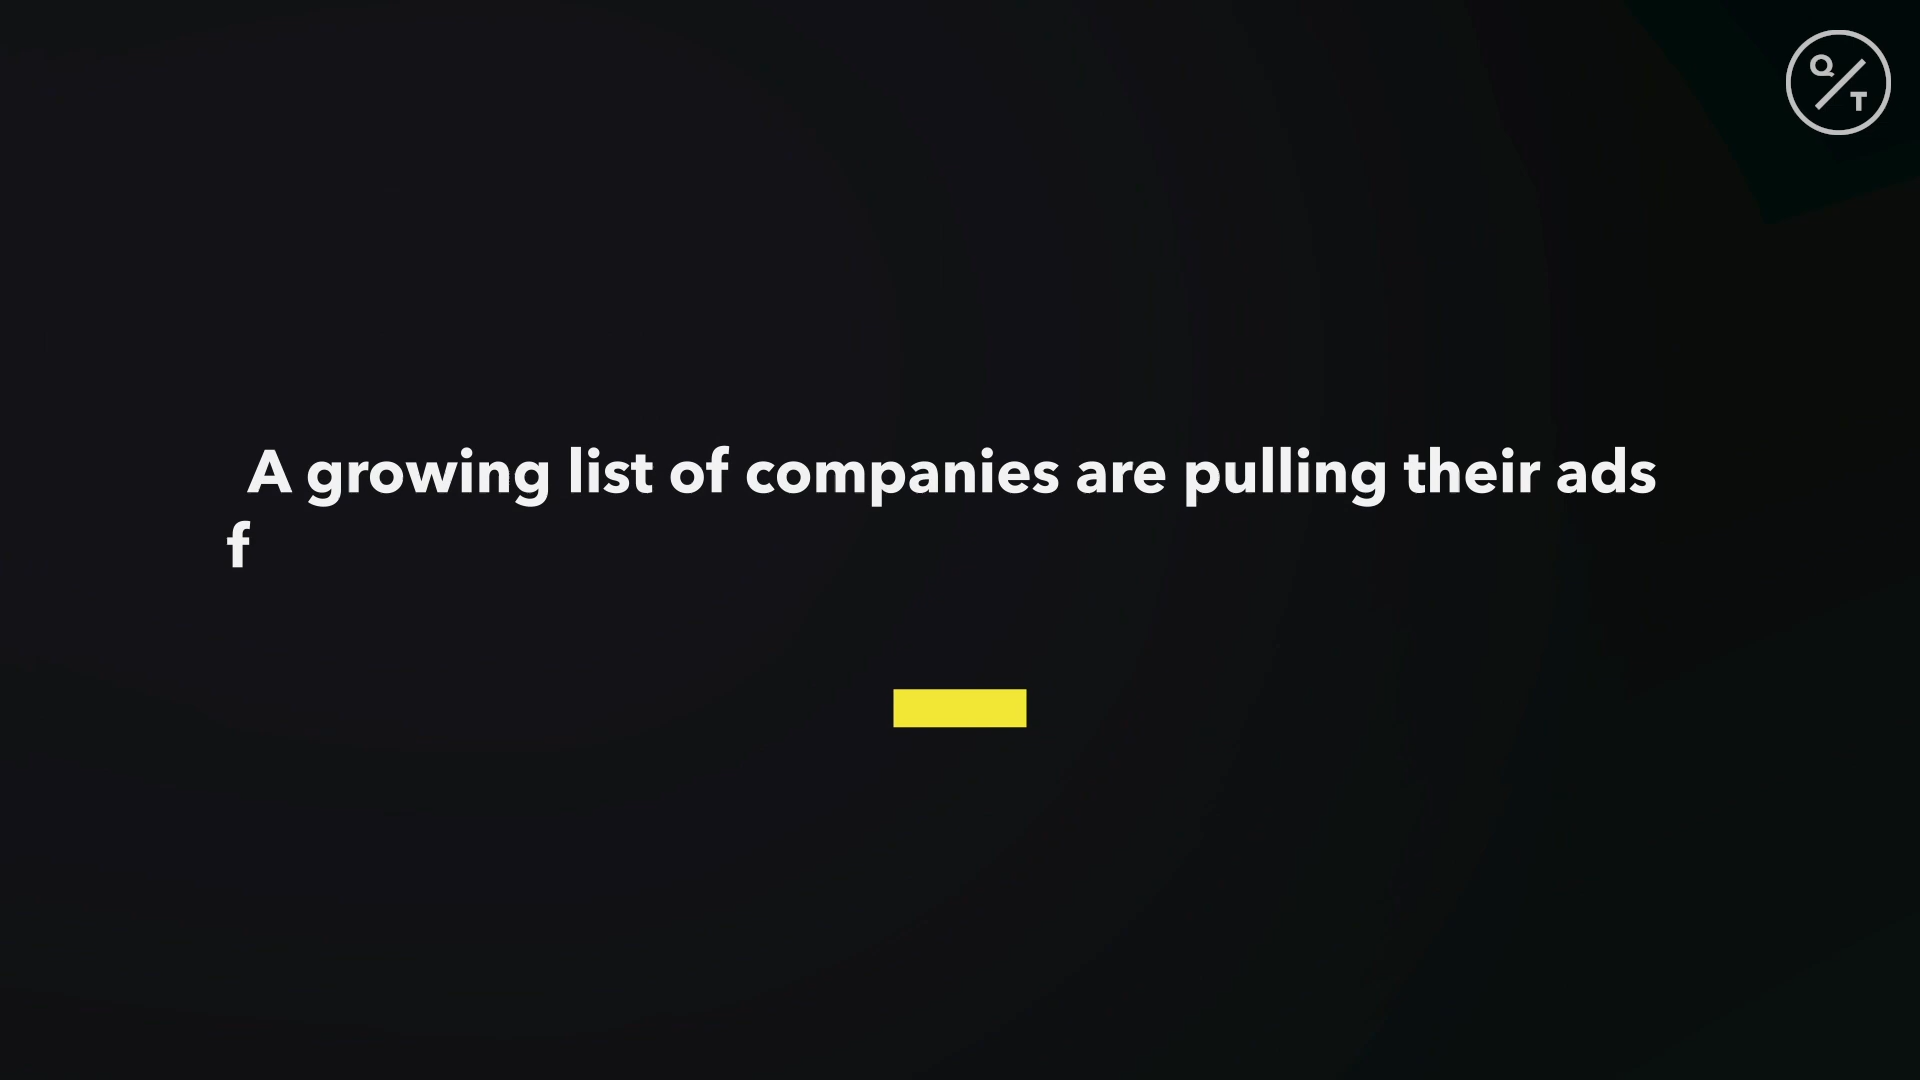 Q/T
A growing list of companies are pulling their ads
f